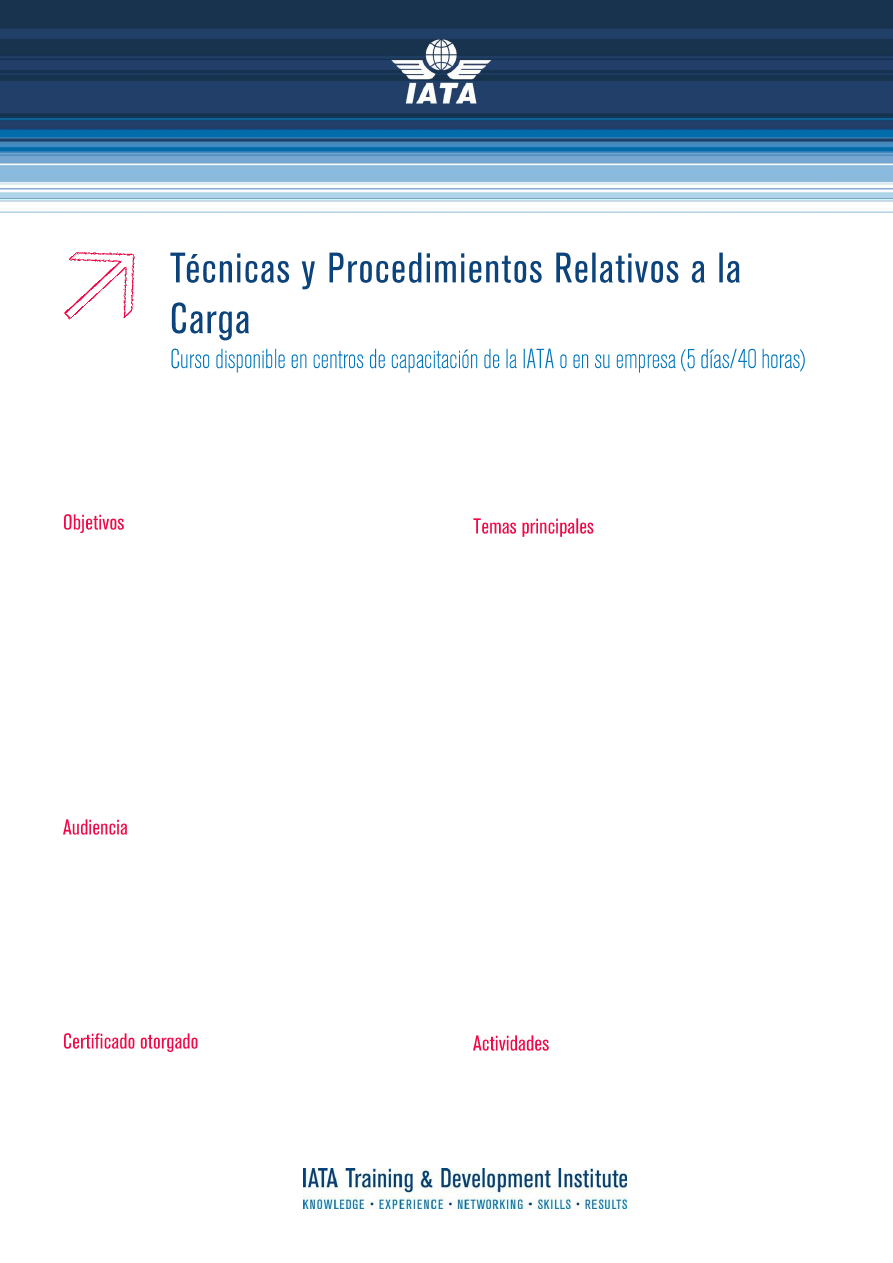 IATA
Técnicas y Procedimientos Relativos a la
Carga
Curso disponible en centros de capacitación de la IATA o en su empresa (5 días/40 horas)
Objetivos
Temas principales
Audiencia
Certificado otorgado
Actividades
IATA Training & Development Institute
KNOWLEDGE • EXPERIENCE • NETWORKING • SKILLS • RESULTS